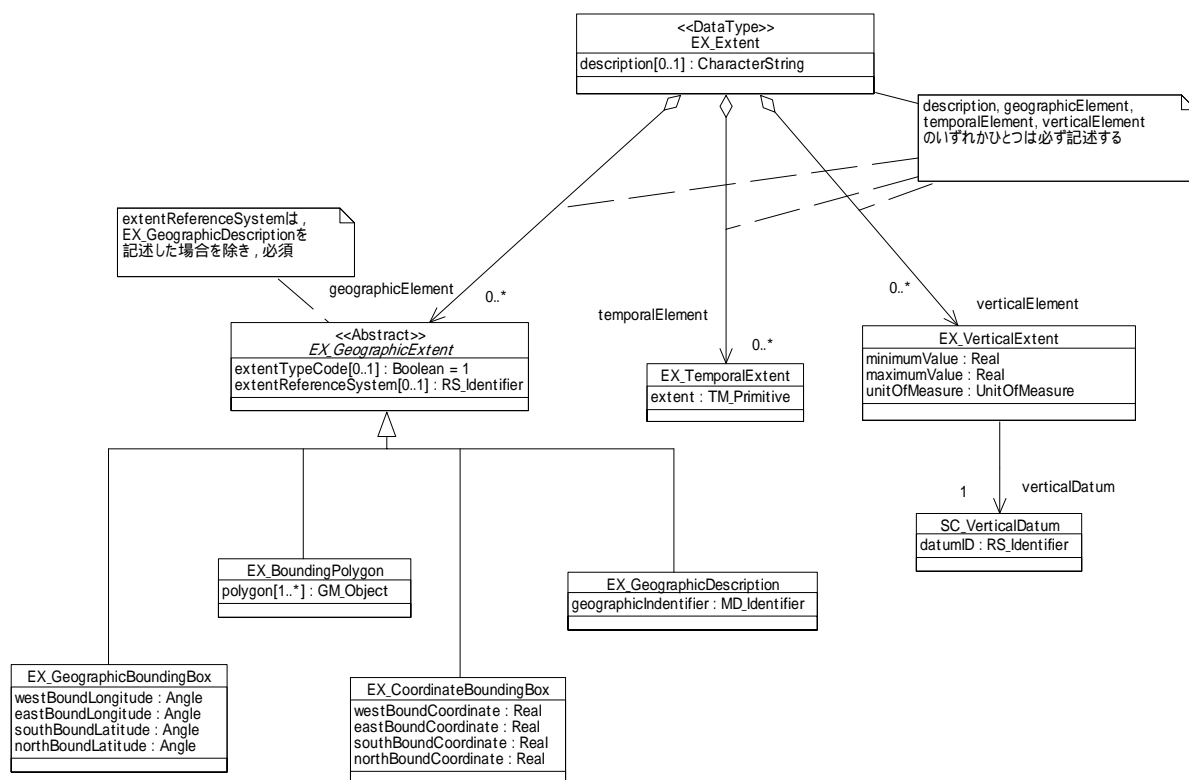 <<DataType>>
EX_Extent
description[0..1] : CharacterString
description, geographicElement,
temporalElement, verticalElement
のいずれかひとつは必ず記述する
extentReferenceSystemは ,
EX_GeographicDescriptionを
記述した場合を除き , 必須
geographicElement
0..*
temporalElement
0..*
0..*
verticalElement
<<Abstract>>
EX_GeographicExtent
extentTypeCode[0..1] : Boolean = 1
extentReferenceSystem[0..1] : RS_Identifier
EX_TemporalExtent
extent : TM_Primitive
EX_VerticalExtent
minimumValue : Real
maximumValue : Real
unitOfMeasure : UnitOfMeasure
1
verticalDatum
SC_VerticalDatum
datumID : RS_Identifier
EX_BoundingPolygon
polygon[1..*] : GM_Object
EX_GeographicDescription
geographicIndentifier : MD_Identifier
EX_GeographicBoundingBox
westBoundLongitude : Angle
eastBoundLongitude : Angle
southBoundLatitude : Angle
northBoundLatitude : Angle
EX_CoordinateBoundingBox
westBoundCoordinate : Real
eastBoundCoordinate : Real
southBoundCoordinate : Real
northBoundCoordinate : Real